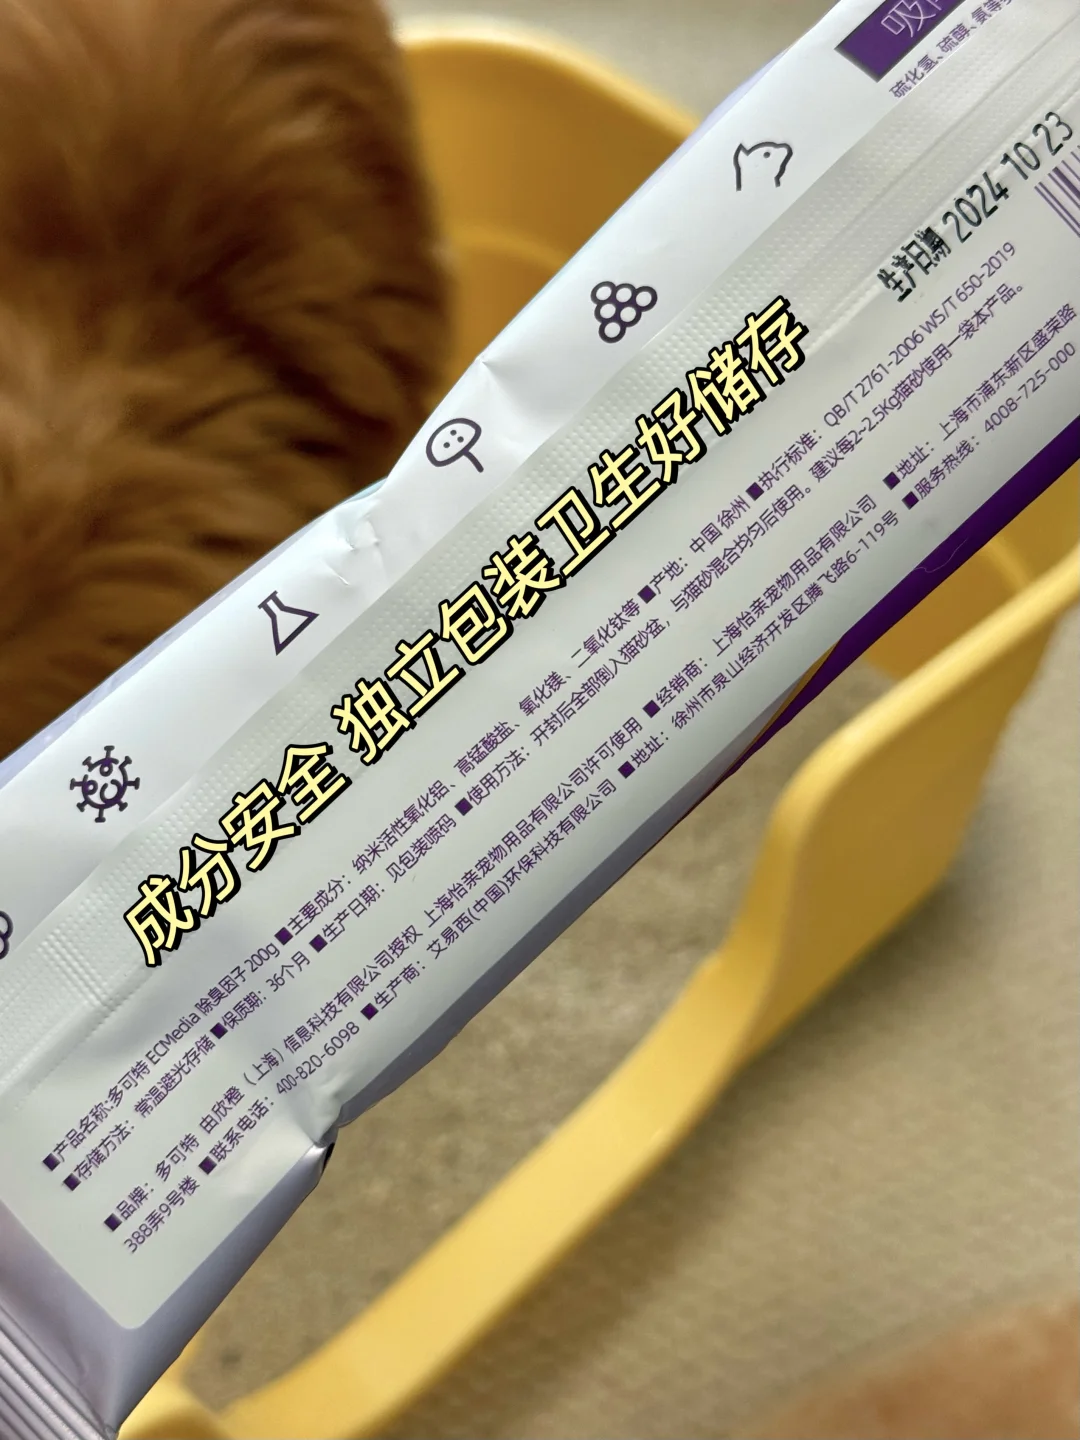 吸
硫化氢、硫醇、氨等
生产日期 2024 10 23
成分安全 独立包装卫生好储存
■产品名称:多可特 ECMedia 除臭因子 200g ■主要成分：纳米活性氧化铝、高锰酸盐、氧化镁、二氧化钛等 ■产地：中国徐州 ■执行标准：QB/T 2761-2006 WS/T 650-2019
■存储方法：常温避光存储 ■保质期：36个月 ■生产日期：见包装喷码 ■使用方法：开封后全部倒入猫砂盆，与猫砂混合均匀后使用。建议每2~2.5Kg猫砂使用一袋本产品。
■品牌：多可特 由欣橙（上海）信息科技有限公司授权 上海怡亲宠物用品有限公司许可使用 ■经销商：上海怡亲宠物用品有限公司 ■地址：上海市浦东新区盛荣路
388弄9号楼 ■联系电话：400-820-6098 ■生产商：艾易西(中国)环保科技有限公司 ■地址：徐州市泉山经济开发区腾飞路6-119号 ■服务热线：4008-725-000